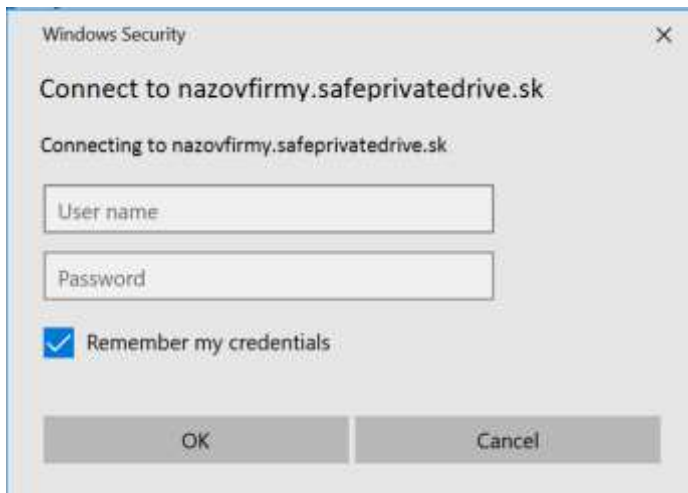 Windows Security
Connect to nazovfirmy.safeprivatedrive.sk
Connecting to nazovfirmy.safeprivatedrive.sk
User name
Password
Remember my credentials
OK Cancel